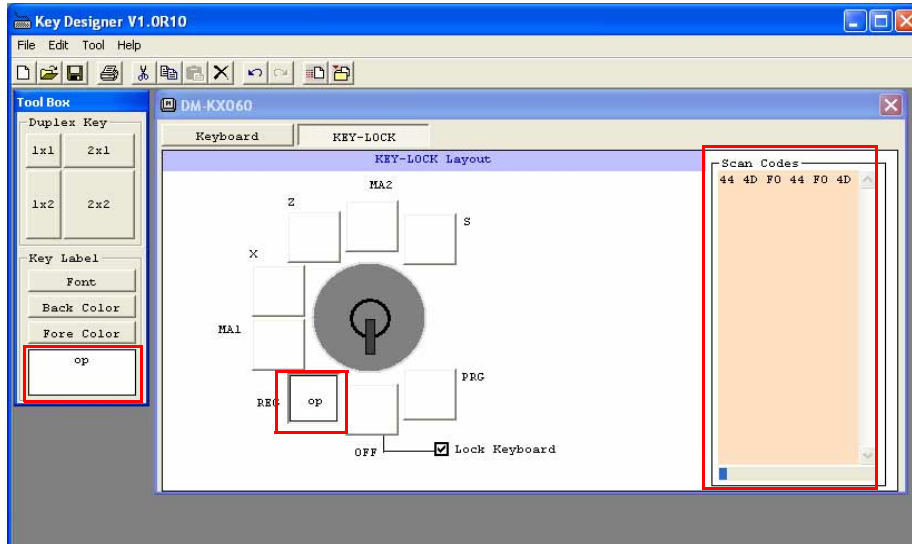 Key Designer V1.0R10
File Edit Tool Help
Tool Box
Duplex Key
1x1 2x1
1x2 2x2
Key Label
Font
Back Color
Fore Color
op
DM-KX060
Keyboard KEY-LOCK
KEY-LOCK Layout
MA2
Z
S
X
MA1
REG op
PRG
OFF
Lock Keyboard
Scan Codes
44 4D F0 44 F0 4D